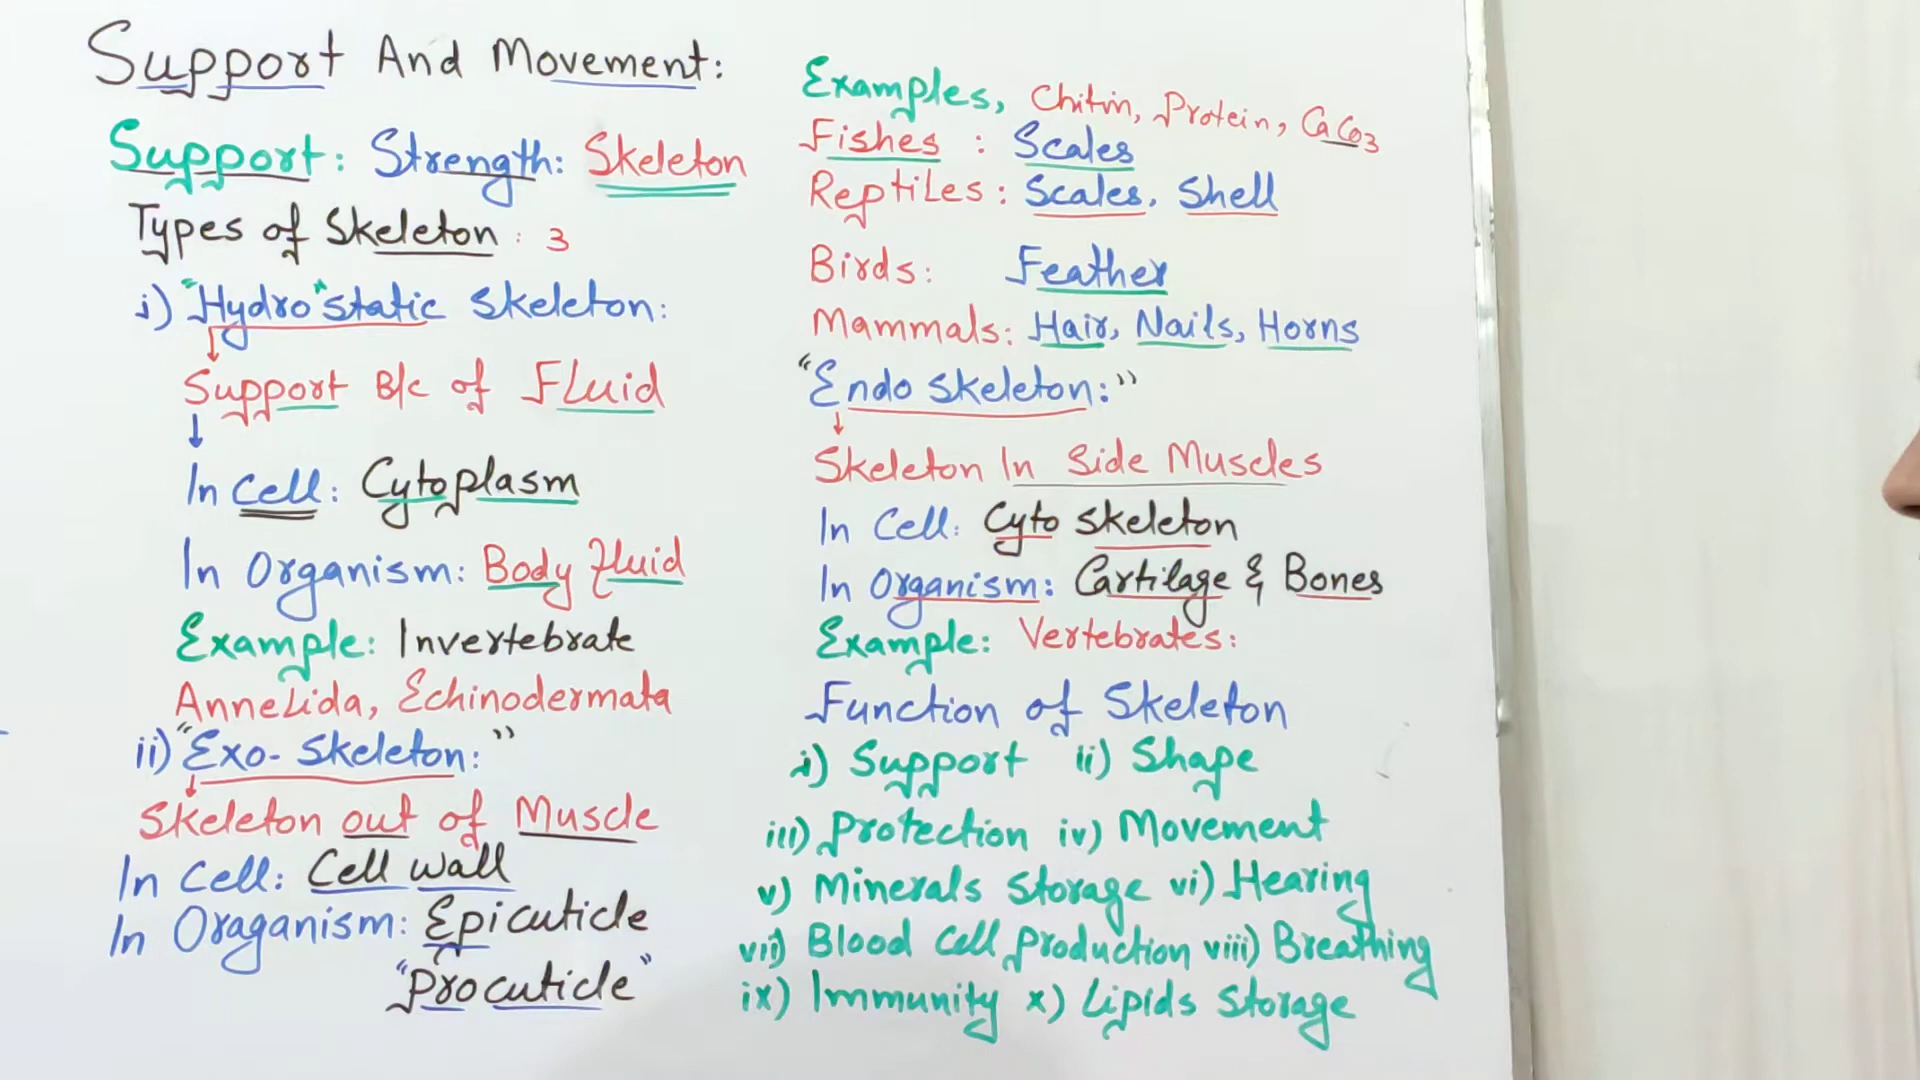 Support And Movement:
Support: Strength: Skeleton
Types of Skeleton: 3
i) "Hydro"static Skeleton:
Support B/c of Fluid
In Cell: Cytoplasm
In Organism: Body fluid
Example: Invertebrate
Annelida, Echinodermata
ii) "Exo-Skeleton:"
Skeleton out of Muscle
In Cell: Cell wall
In Oraganism: Epicuticle
"Procuticle"
Examples, Chitin, Protein, CaCo3
Fishes: Scales
Reptiles: Scales, Shell
Birds: Feather
Mammals: Hair, Nails, Horns
"Endo Skeleton:"
Skeleton In Side Muscles
In Cell: Cyto Skeleton
In Organism: Cartilage & Bones
Example: Vertebrates:
Function of Skeleton
i) Support ii) Shape
iii) Protection iv) Movement
v) Minerals Storage vi) Hearing
vii) Blood Cell Production viii) Breathing
ix) Immunity x) Lipids Storage